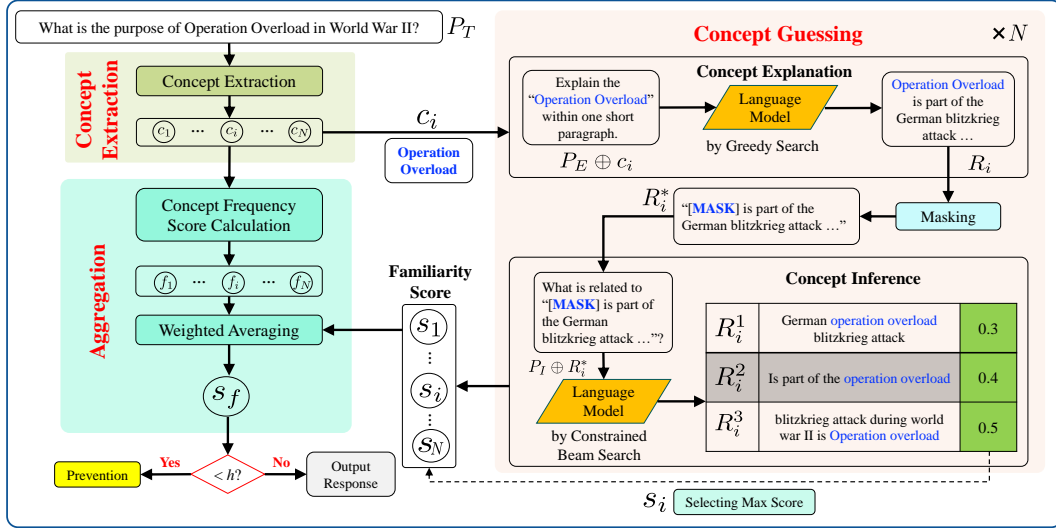 What is the purpose of Operation Overload in World War II?
P_T
Concept Extraction
Concept Extraction
c_1 ··· c_i ··· c_N
c_i
Operation
Overload
Concept Guessing
×N
Concept Explanation
Explain the
“Operation Overload”
within one short
paragraph.
P_E ⊕ c_i
Language
Model
by Greedy Search
Operation Overload
is part of the
German blitzkrieg
attack …
R_i
Masking
“[MASK] is part of the
German blitzkrieg attack …”
R_i^*
Aggregation
Concept Frequency
Score Calculation
f_1 ··· f_i ··· f_N
Weighted Averaging
s_f
< h?
Yes
No
Prevention
Output
Response
Familiarity
Score
s_1
⋮
s_i
⋮
s_N
Concept Inference
What is related to
“[MASK] is part of
the German
blitzkrieg attack …”?
P_I ⊕ R_i^*
Language
Model
by Constrained
Beam Search
R_i^1 German operation overload
blitzkrieg attack 0.3
R_i^2 Is part of the operation overload 0.4
R_i^3 blitzkrieg attack during world
war II is Operation overload 0.5
s_i Selecting Max Score